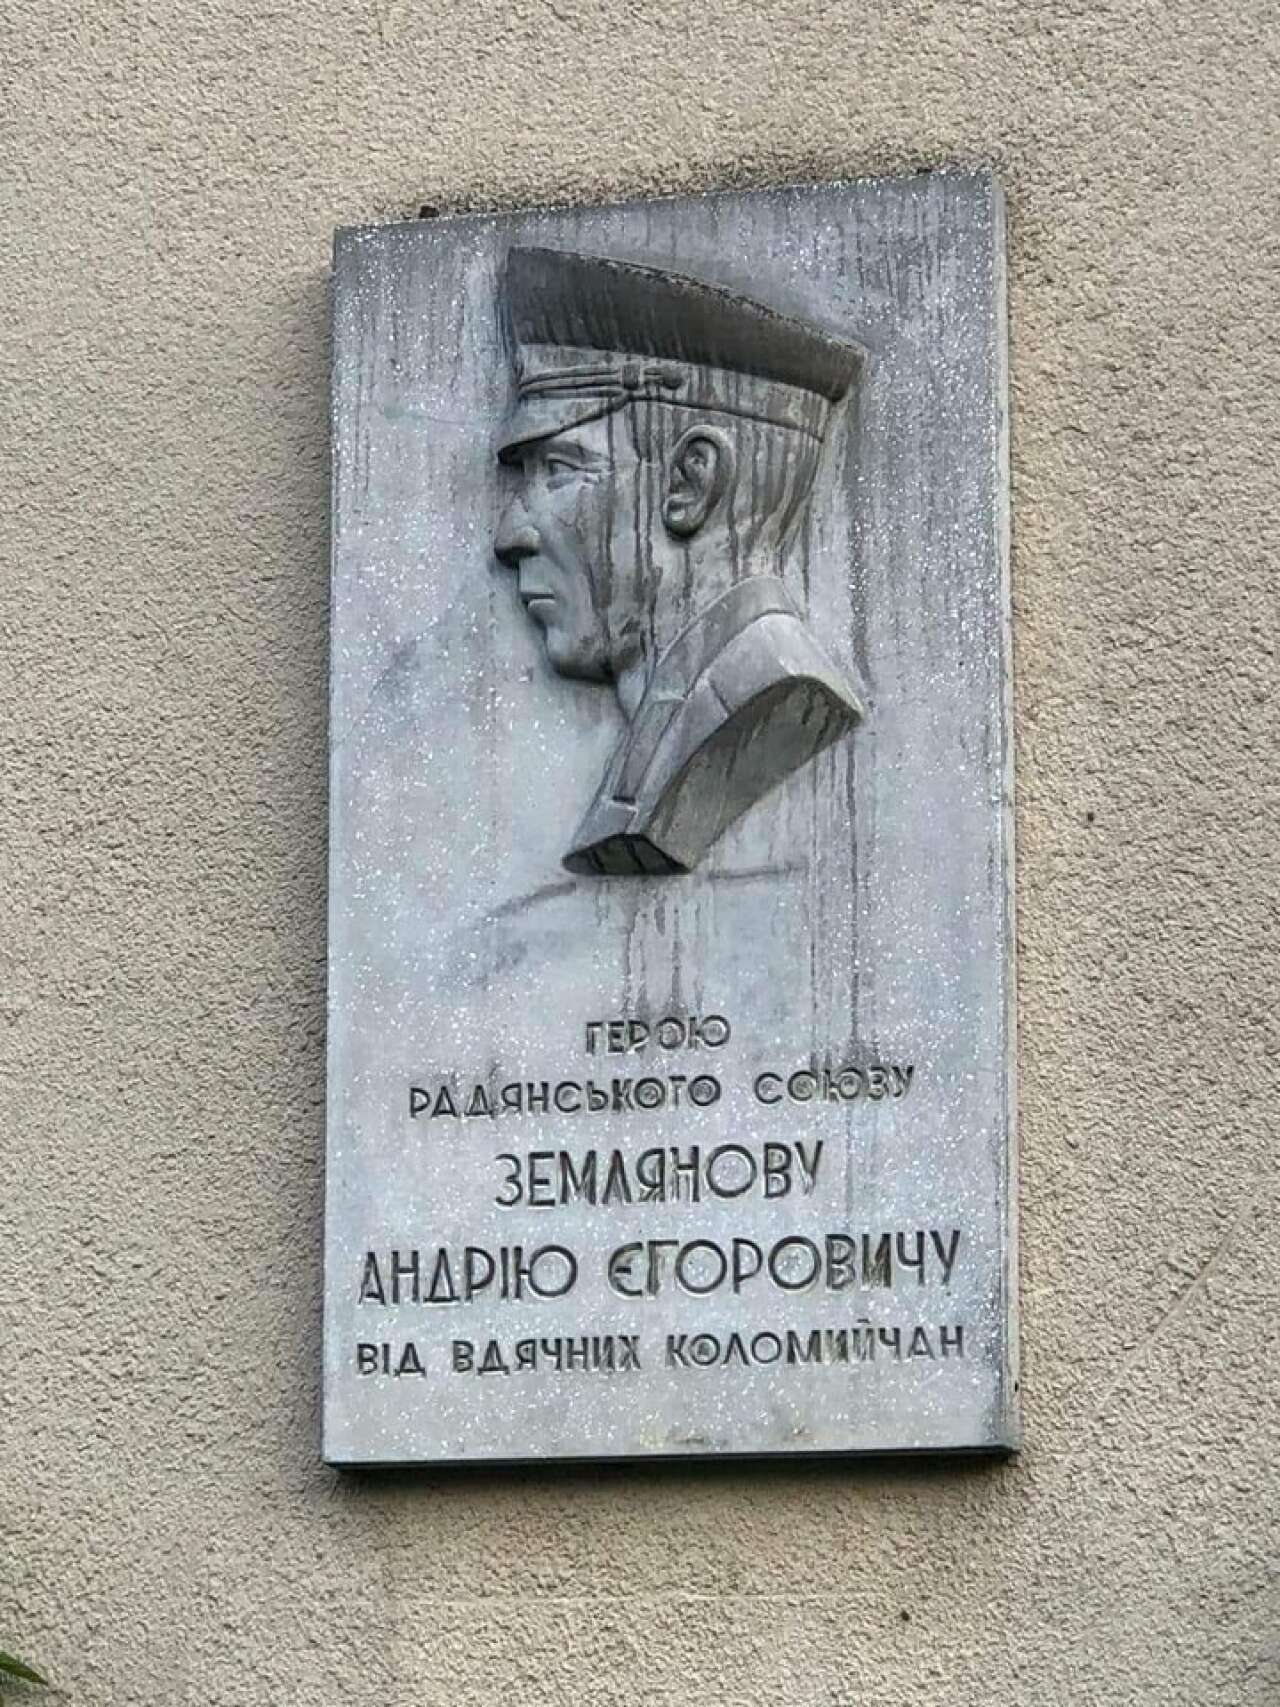 ГЕРОЮ
РАДЯНСЬКОГО СОЮЗУ
ЗЕМЛЯНОВУ
АНДРІЮ ЄГОРОВИЧУ
ВІД ВДЯЧНИХ КОЛОМИЙЧАН